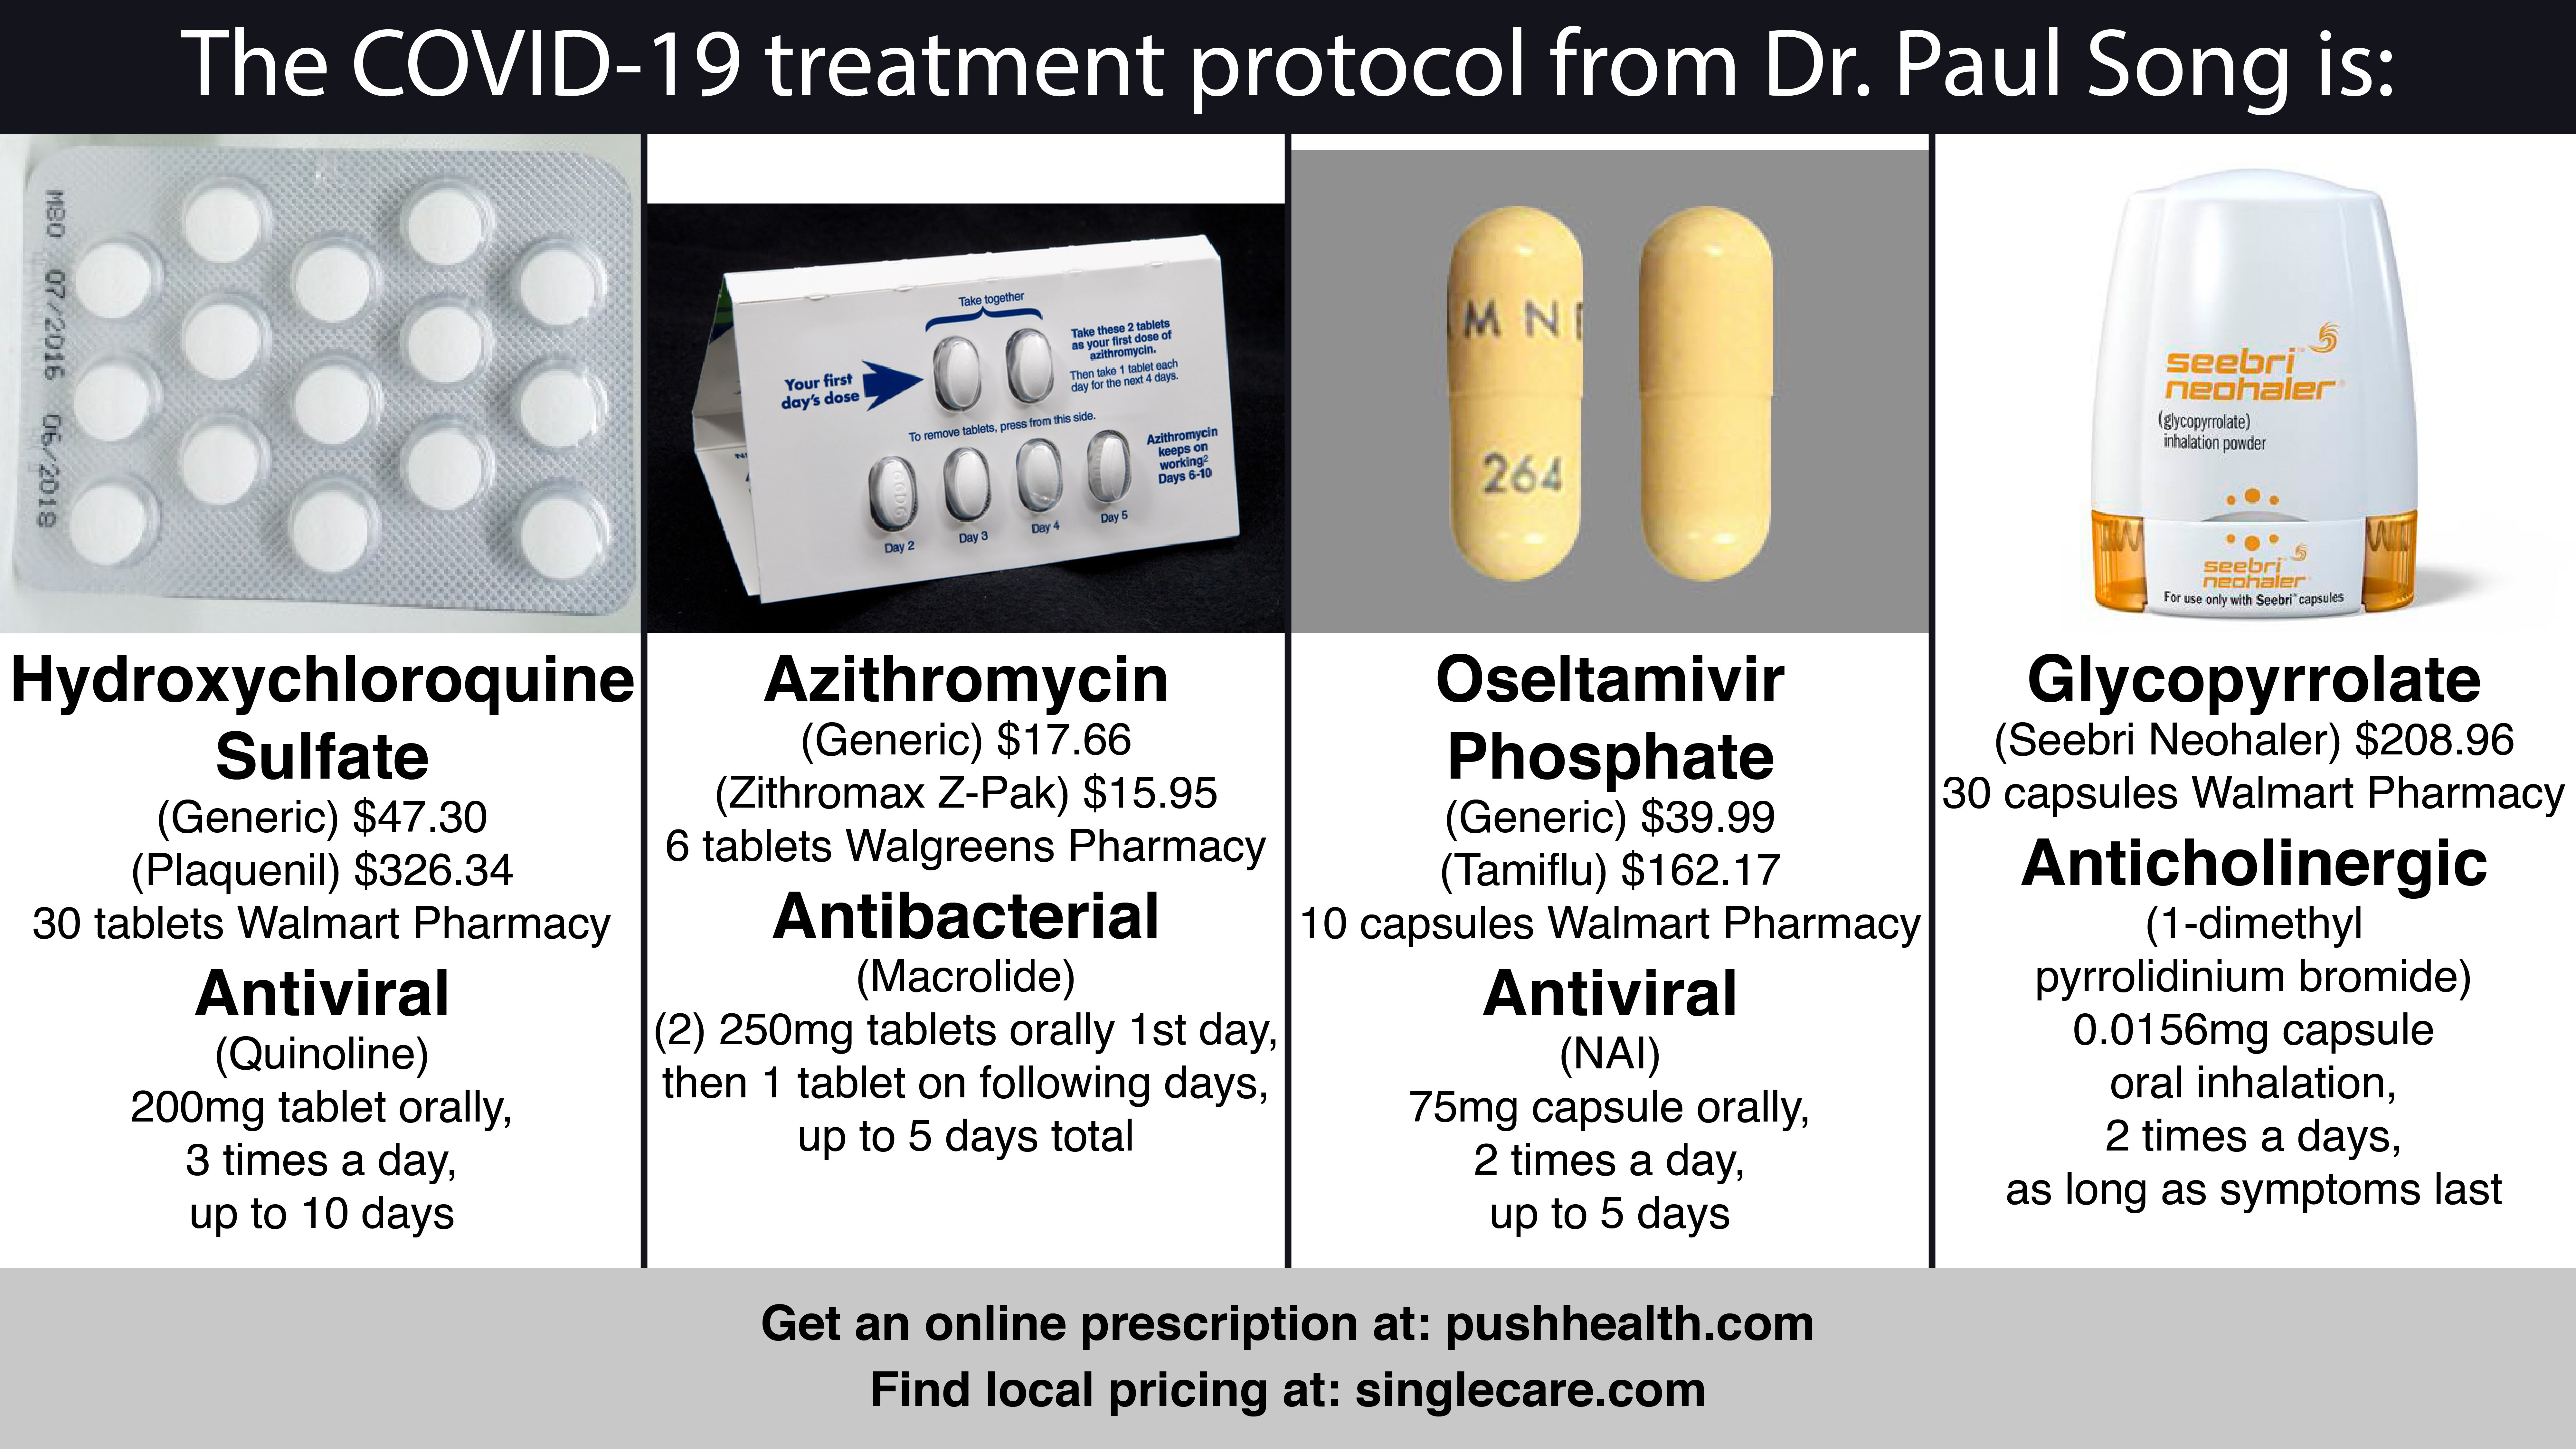 The COVID-19 treatment protocol from Dr. Paul Song is:
MBO 07/2016 06/2018
Hydroxychloroquine
Sulfate
(Generic) $47.30
(Plaquenil) $326.34
30 tablets Walmart Pharmacy
Antiviral
(Quinoline)
200mg tablet orally,
3 times a day,
up to 10 days
Take together
Your first
day's dose
Take these 2 tablets
as your first dose of
azithromycin.
Then take 1 tablet each
day for the next 4 days.
To remove tablets, press from this side.
Azithromycin
keeps on
working2
Days 6-10
Day 2
Day 3
Day 4
Day 5
Azithromycin
(Generic) $17.66
(Zithromax Z-Pak) $15.95
6 tablets Walgreens Pharmacy
Antibacterial
(Macrolide)
(2) 250mg tablets orally 1st day,
then 1 tablet on following days,
up to 5 days total
MN
264
Oseltamivir
Phosphate
(Generic) $39.99
(Tamiflu) $162.17
10 capsules Walmart Pharmacy
Antiviral
(NAI)
75mg capsule orally,
2 times a day,
up to 5 days
seebri™
neohaler®
(glycopyrrolate)
inhalation powder
seebri™
neohaler
For use only with Seebri™ capsules
Glycopyrrolate
(Seebri Neohaler) $208.96
30 capsules Walmart Pharmacy
Anticholinergic
(1-dimethyl
pyrrolidinium bromide)
0.0156mg capsule
oral inhalation,
2 times a days,
as long as symptoms last
Get an online prescription at: pushhealth.com
Find local pricing at: singlecare.com